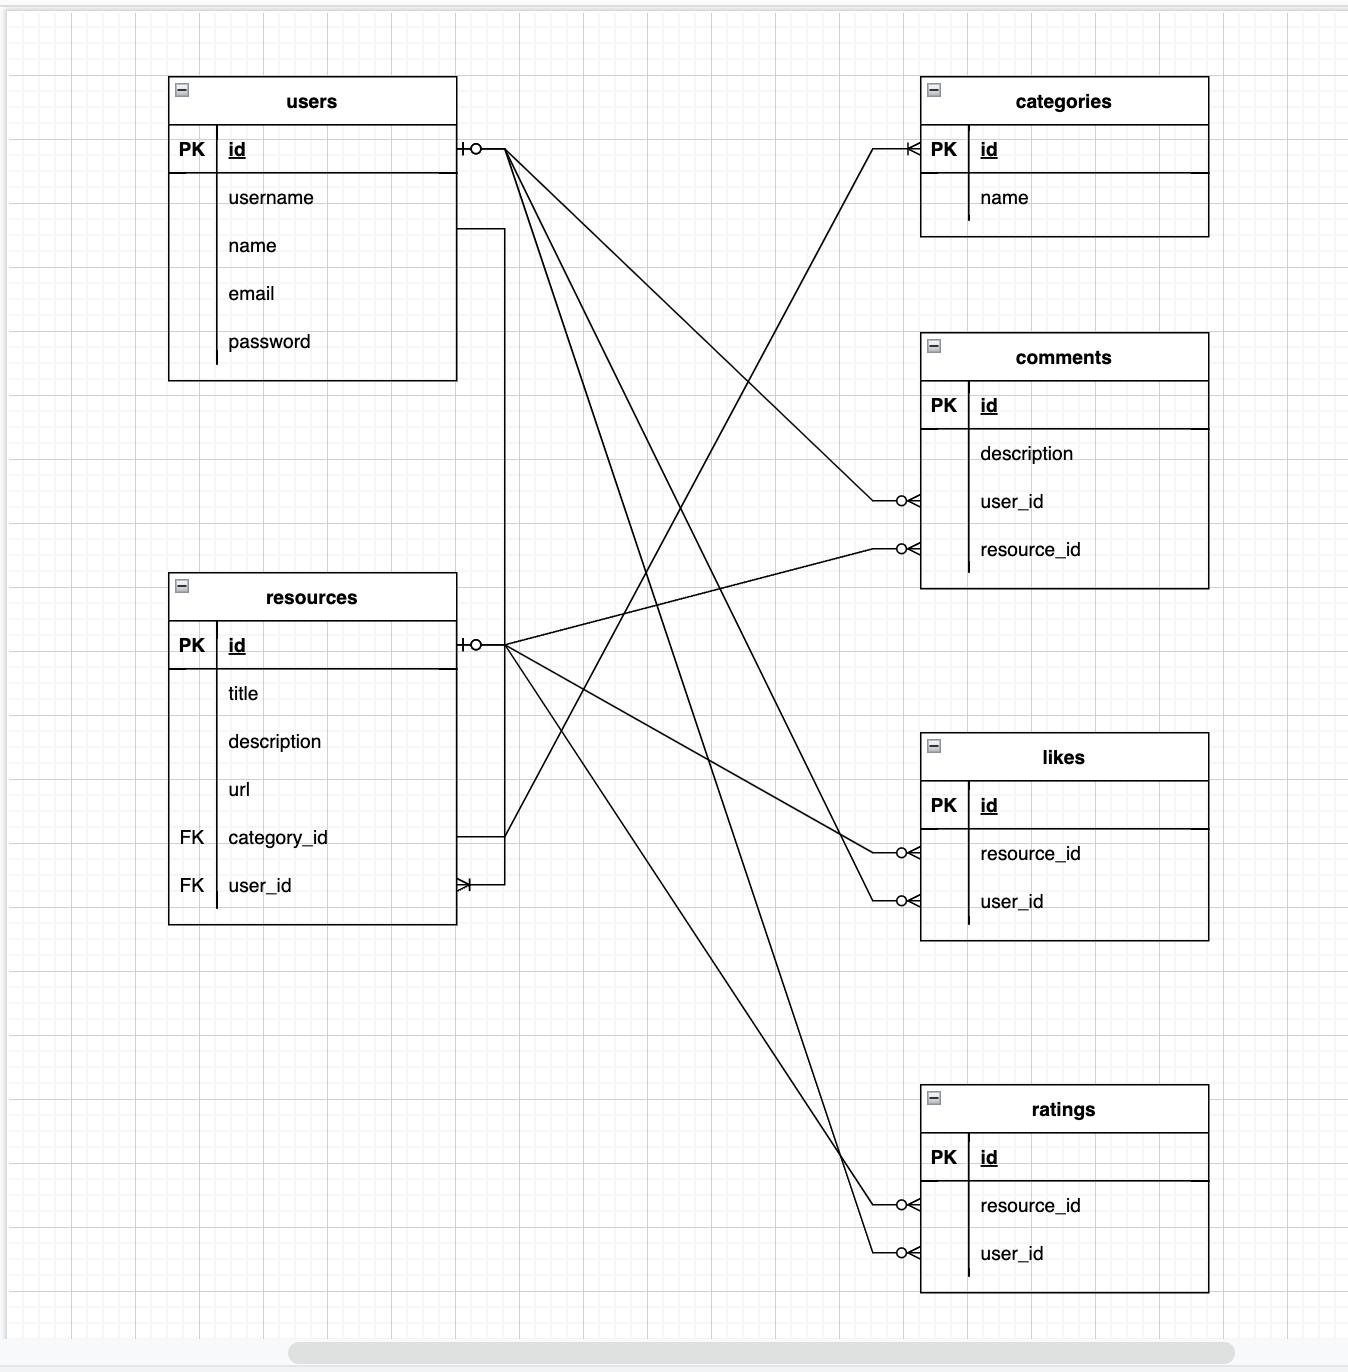 users
PK id
username
name
email
password
resources
PK id
title
description
url
FK category_id
FK user_id
categories
PK id
name
comments
PK id
description
user_id
resource_id
likes
PK id
resource_id
user_id
ratings
PK id
resource_id
user_id